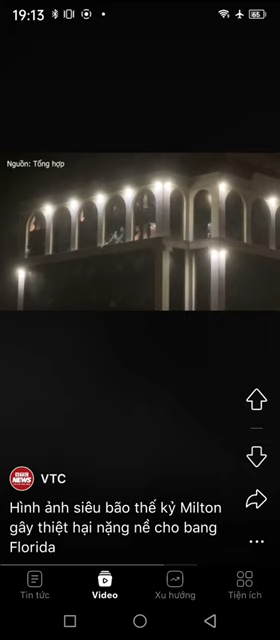 19:13
65
Nguồn: Tổng hợp
NEWS
VTC
Hình ảnh siêu bão thế kỷ Milton
gây thiệt hại nặng nề cho bang
Florida
Tin tức
Video
Xu hướng
Tiện ích